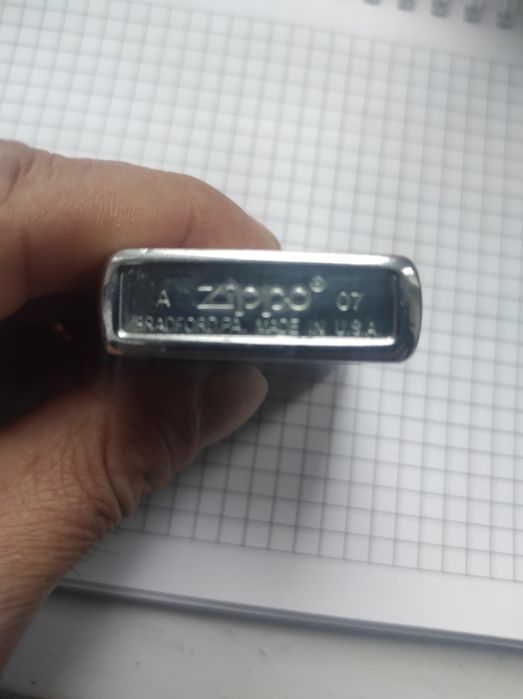 A Zippo® 07
BRADFORD, PA. MADE IN U.S.A.